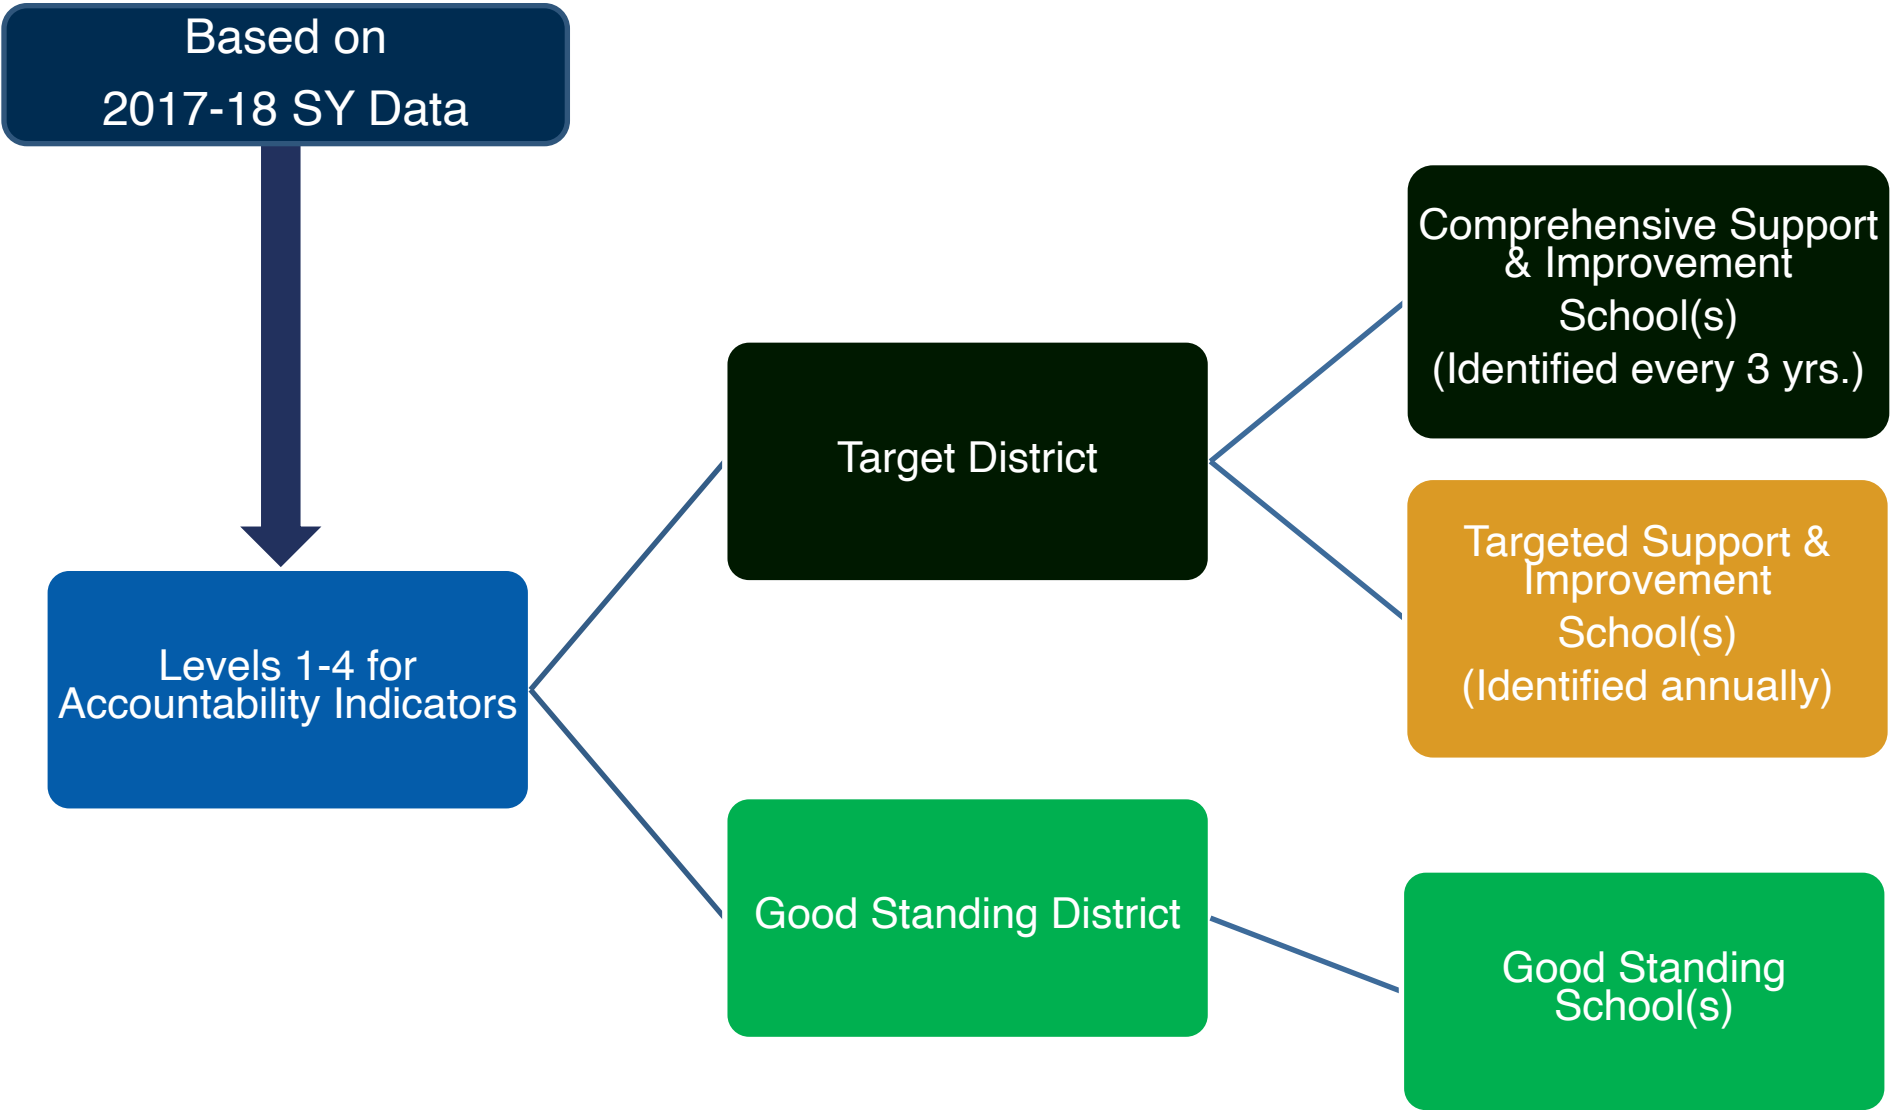 Based on
2017-18 SY Data
Levels 1-4 for
Accountability Indicators
Target District
Good Standing District
Comprehensive Support
& Improvement
School(s)
(Identified every 3 yrs.)
Targeted Support &
Improvement
School(s)
(Identified annually)
Good Standing
School(s)